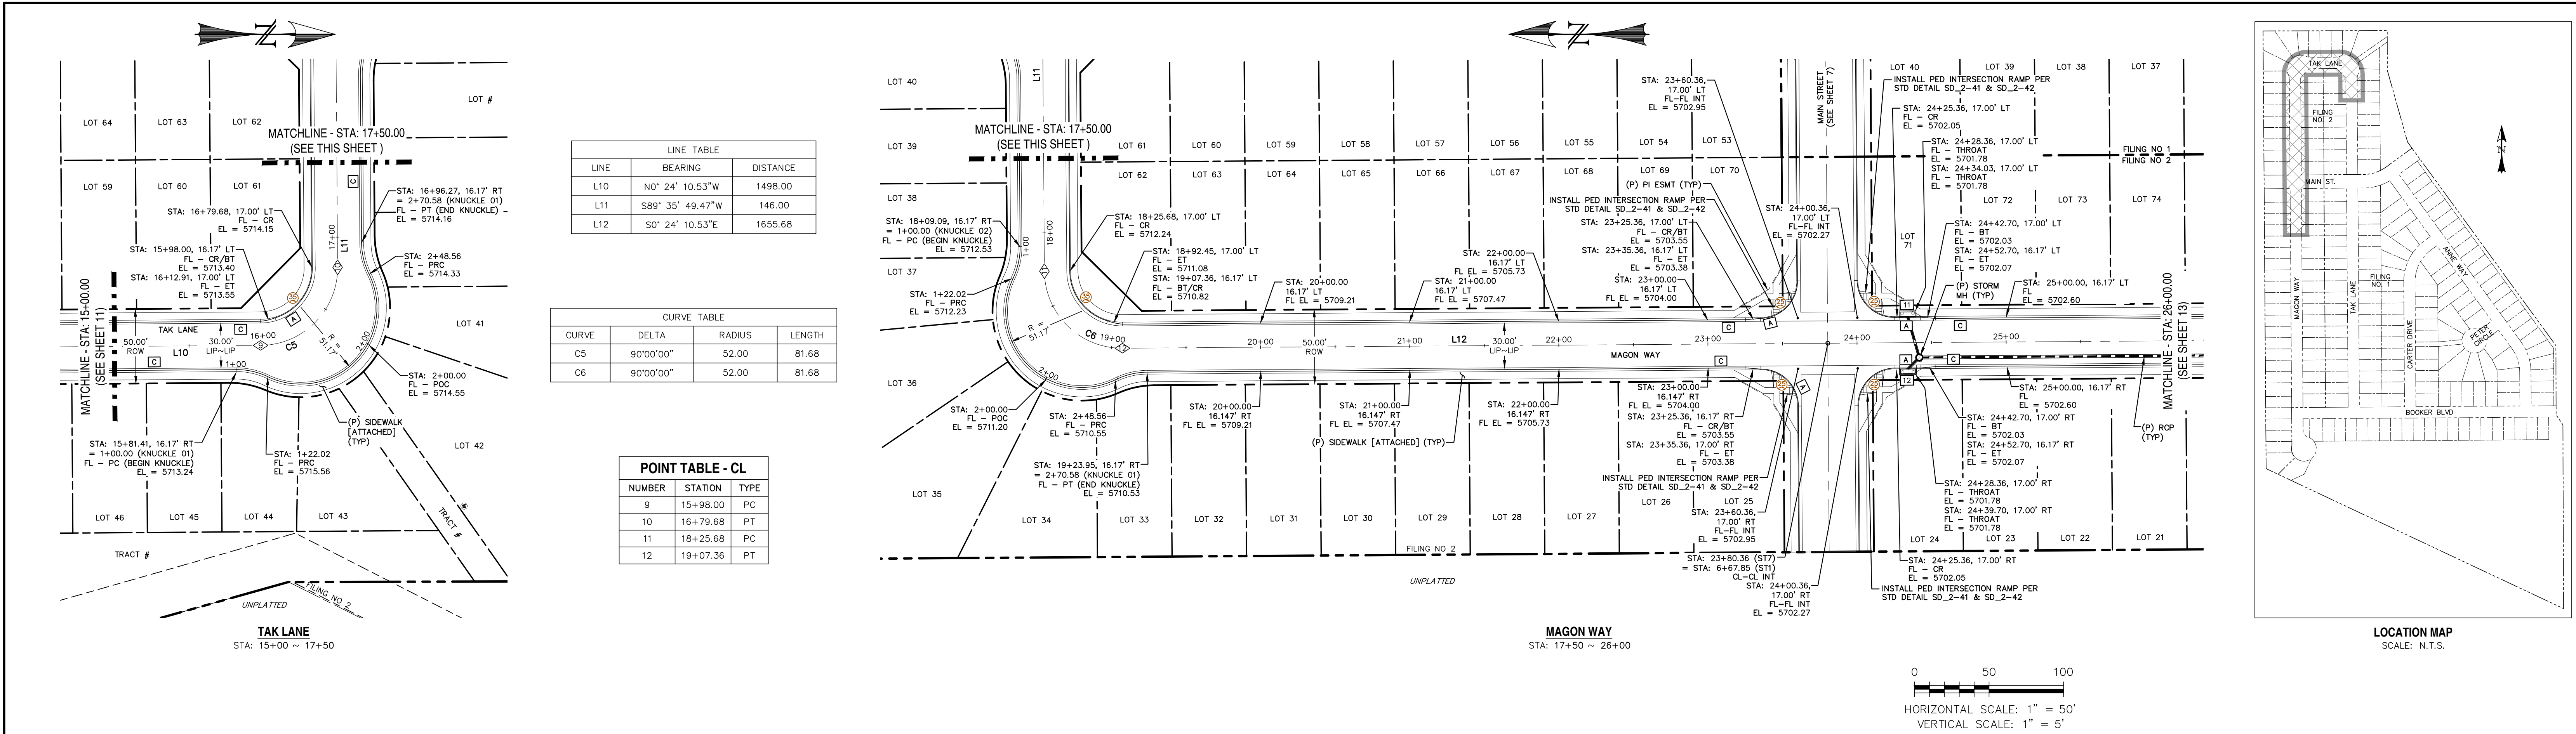 Z
LOT 64
LOT 63
LOT 62
LOT #
MATCHLINE - STA: 17+50.00
(SEE THIS SHEET )
LOT 59
LOT 60
LOT 61
L11
C
17+00
L11
10
STA: 16+96.27, 16.17' RT
= 2+70.58 (KNUCKLE 01)
FL - PT (END KNUCKLE)
EL = 5714.16
STA: 16+79.68, 17.00' LT
FL - CR
EL = 5714.15
STA: 15+98.00, 16.17' LT
FL - CR/BT
EL = 5713.40
STA: 16+12.91, 17.00' LT
FL - ET
EL = 5713.55
STA: 2+48.56
FL - PRC
EL = 5714.33
MATCHLINE - STA: 15+00.00
(SEE SHEET 11)
TAK LANE
C
35
A
16+00
9
C5
R =
51.17'
2+00
LOT 41
50.00'
ROW
L10
30.00'
LIP~LIP
C
1+00
STA: 2+00.00
FL - POC
EL = 5714.55
(P) SIDEWALK
[ATTACHED]
(TYP)
LOT 42
STA: 15+81.41, 16.17' RT
= 1+00.00 (KNUCKLE 01)
FL - PC (BEGIN KNUCKLE)
EL = 5713.24
STA: 1+22.02
FL - PRC
EL = 5715.56
LOT 46
LOT 45
LOT 44
LOT 43
TRACT #
TRACT #
FILING NO 2
UNPLATTED
TAK LANE
STA: 15+00 ~ 17+50
LINE TABLE
LINE BEARING DISTANCE
L10 N0° 24' 10.53"W 1498.00
L11 S89° 35' 49.47"W 146.00
L12 S0° 24' 10.53"E 1655.68
CURVE TABLE
CURVE DELTA RADIUS LENGTH
C5 90°00'00" 52.00 81.68
C6 90°00'00" 52.00 81.68
POINT TABLE - CL
NUMBER STATION TYPE
9 15+98.00 PC
10 16+79.68 PT
11 18+25.68 PC
12 19+07.36 PT
Z
LOT 40
LOT 39
LOT 38
LOT 37
LOT 36
LOT 35
L11
MATCHLINE - STA: 17+50.00
(SEE THIS SHEET )
LOT 61
LOT 60
LOT 59
LOT 58
LOT 57
LOT 56
LOT 55
LOT 54
LOT 53
LOT 62
LOT 63
LOT 64
LOT 65
LOT 66
LOT 67
LOT 68
LOT 69
LOT 70
STA: 18+09.09, 16.17' RT
= 1+00.00 (KNUCKLE 02)
FL - PC (BEGIN KNUCKLE)
EL = 5712.53
18+00
1+00
11
STA: 18+25.68, 17.00' LT
FL - CR
EL = 5712.24
STA: 18+92.45, 17.00' LT
FL - ET
EL = 5711.08
STA: 19+07.36, 16.17' LT
FL - BT/CR
EL = 5710.82
STA: 1+22.02
FL - PRC
EL = 5712.23
35
R =
51.17'
C6
19+00
12
2+00
STA: 20+00.00
16.17' LT
FL EL = 5709.21
STA: 21+00.00
16.17' LT
FL EL = 5707.47
STA: 22+00.00
16.17' LT
FL EL = 5705.73
STA: 23+00.00
16.17' LT
FL EL = 5704.00
STA: 23+60.36,
17.00' LT
FL-FL INT
EL = 5702.95
(P) PI ESMT (TYP)
INSTALL PED INTERSECTION RAMP PER
STD DETAIL SD_2-41 & SD_2-42
STA: 23+25.36, 17.00' LT
FL - CR/BT
EL = 5703.55
STA: 23+35.36, 16.17' LT
FL - ET
EL = 5703.38
MAIN STREET
(SEE SHEET 7)
STA: 24+00.36,
17.00' LT
FL-FL INT
EL = 5702.27
LOT 40
LOT 39
LOT 38
LOT 37
INSTALL PED INTERSECTION RAMP PER
STD DETAIL SD_2-41 & SD_2-42
STA: 24+25.36, 17.00' LT
FL - CR
EL = 5702.05
STA: 24+28.36, 17.00' LT
FL - THROAT
EL = 5701.78
STA: 24+34.03, 17.00' LT
FL - THROAT
EL = 5701.78
FILING NO 1
FILING NO 2
LOT 71
LOT 72
LOT 73
LOT 74
STA: 24+42.70, 17.00' LT
FL - BT
EL = 5702.03
STA: 24+52.70, 16.17' LT
FL - ET
EL = 5702.07
(P) STORM
MH (TYP)
STA: 25+00.00, 16.17' LT
FL
EL = 5702.60
MATCHLINE - STA: 26+00.00
(SEE SHEET 13)
20+00
50.00'
ROW
21+00
L12
30.00'
LIP~LIP
22+00
MAGON WAY
23+00
24+00
25+00
C
A
25
25
11
A
C
C
A
25
25
A
C
12
STA: 2+00.00
FL - POC
EL = 5711.20
STA: 2+48.56
FL - PRC
EL = 5710.55
STA: 19+23.95, 16.17' RT
= 2+70.58 (KNUCKLE 01)
FL - PT (END KNUCKLE)
EL = 5710.53
STA: 20+00.00
16.147' RT
FL EL = 5709.21
STA: 21+00.00
16.147' RT
FL EL = 5707.47
STA: 22+00.00
16.147' RT
FL EL = 5705.73
(P) SIDEWALK [ATTACHED] (TYP)
STA: 23+00.00
16.147' RT
FL EL = 5704.00
STA: 23+25.36, 16.17' RT
FL - CR/BT
EL = 5703.55
STA: 23+35.36, 17.00' RT
FL - ET
EL = 5703.38
INSTALL PED INTERSECTION RAMP PER
STD DETAIL SD_2-41 & SD_2-42
STA: 23+60.36,
17.00' RT
FL-FL INT
EL = 5702.95
STA: 23+80.36 (ST7)
= STA: 6+67.85 (ST1)
CL-CL INT
STA: 24+00.36,
17.00' RT
FL-FL INT
EL = 5702.27
STA: 25+00.00, 16.17' RT
FL
EL = 5702.60
STA: 24+42.70, 17.00' RT
FL - BT
EL = 5702.03
STA: 24+52.70, 16.17' RT
FL - ET
EL = 5702.07
(P) RCP
(TYP)
STA: 24+28.36, 17.00' RT
FL - THROAT
EL = 5701.78
STA: 24+39.70, 17.00' RT
FL - THROAT
EL = 5701.78
STA: 24+25.36, 17.00' RT
FL - CR
EL = 5702.05
INSTALL PED INTERSECTION RAMP PER
STD DETAIL SD_2-41 & SD_2-42
LOT 34
LOT 33
LOT 32
LOT 31
LOT 30
LOT 29
LOT 28
LOT 27
LOT 26
LOT 25
LOT 24
LOT 23
LOT 22
LOT 21
FILING NO 2
UNPLATTED
MAGON WAY
STA: 17+50 ~ 26+00
TAK LANE
FILING
NO. 2
Z
MAIN ST.
MAGON WAY
TAK LANE
FILING
NO. 1
CARTER DRIVE
ANNE WAY
PETER
CIRCLE
BOOKER BLVD
LOCATION MAP
SCALE: N.T.S.
0 50 100
HORIZONTAL SCALE: 1" = 50'
VERTICAL SCALE: 1" = 5'